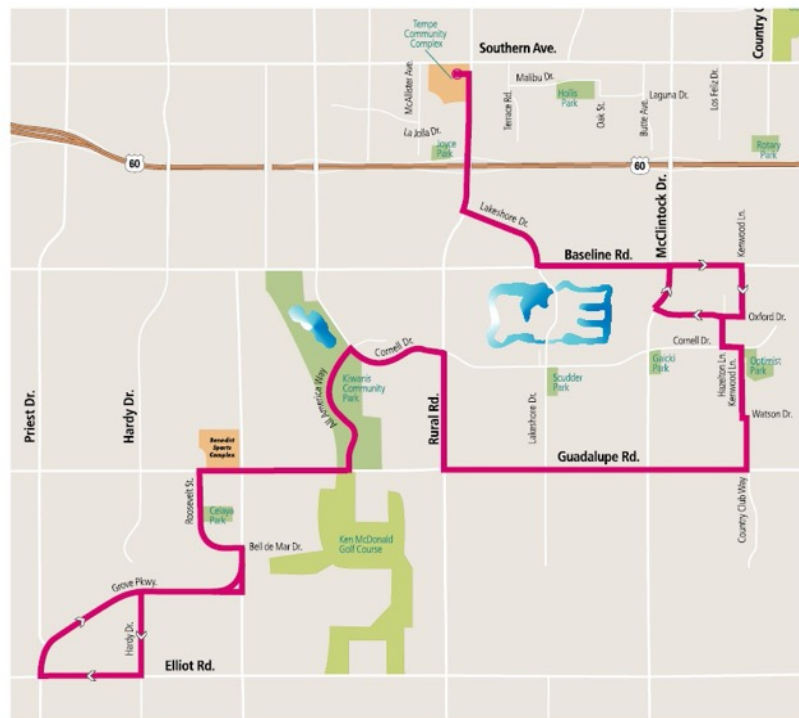 Tempe
Community
Complex
Southern Ave.
Country C
McAllister Ave.
Malibu Dr.
Hollis
Park
Terrace Rd.
Oak St.
Butte Ave.
Laguna Dr.
Los Feliz Dr.
La Jolla Dr.
Joyce
Park
Rotary
Park
60
60
Lakeshore Dr.
McClintock Dr.
Kenwood Ln.
Baseline Rd.
Oxford Dr.
Cornell Dr.
Cornell Dr.
Gaicki
Park
Optimist
Park
Hazelton Ln.
Kenwood Ln.
Kiwanis
Community
Park
All America Way
Scudder
Park
Priest Dr.
Hardy Dr.
Rural Rd.
Lakeshore Dr.
Watson Dr.
Benedict
Sports
Complex
Guadalupe Rd.
Roosevelt St.
Celaya
Park
Country Club Way
Bell de Mar Dr.
Ken McDonald
Golf Course
Grove Pkwy.
Hardy Dr.
Elliot Rd.